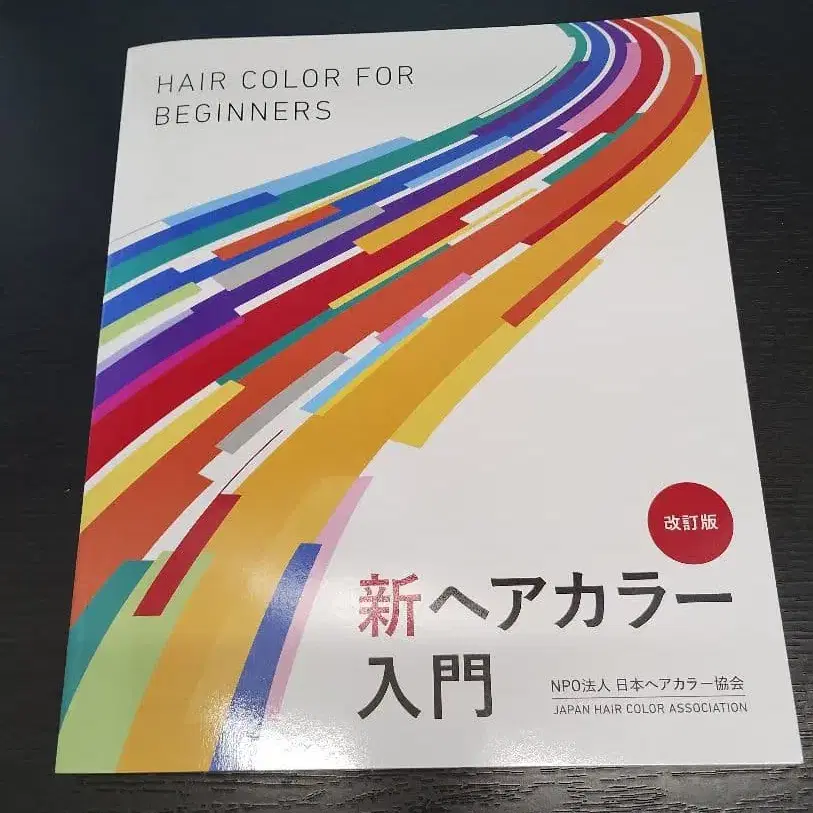 HAIR COLOR FOR
BEGINNERS
改訂版
新ヘアカラー
入門
NPO法人 日本ヘアカラー協会
JAPAN HAIR COLOR ASSOCIATION